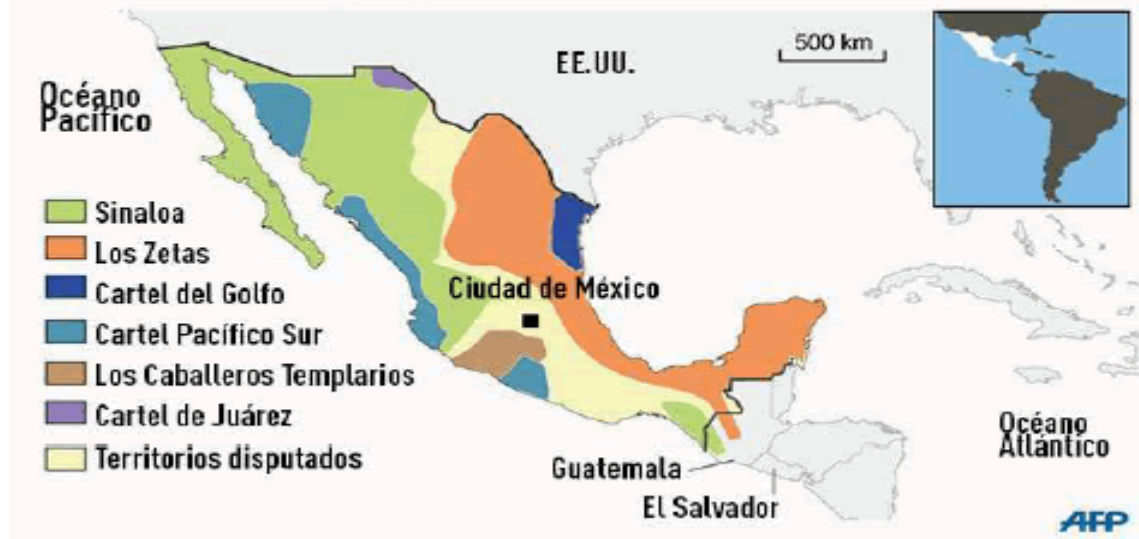 500 km
EE.UU.
Océano
Pacífico
Sinaloa
Los Zetas
Cartel del Golfo
Cartel Pacífico Sur
Los Caballeros Templarios
Cartel de Juárez
Territorios disputados
Ciudad de México
Guatemala
El Salvador
Océano
Atlántico
AFP